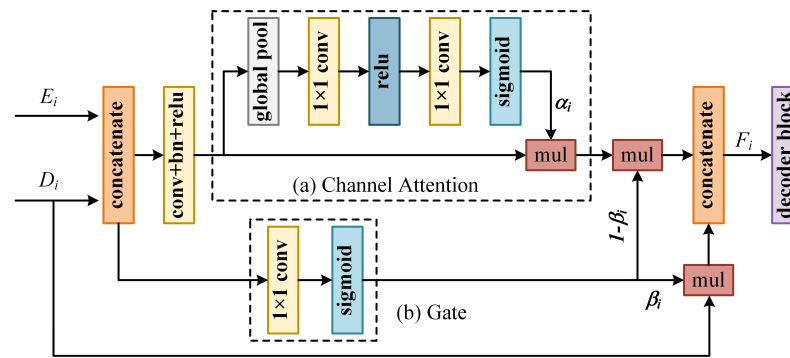 E_i
D_i
concatenate
conv+bn+relu
global pool
1×1 conv
relu
1×1 conv
sigmoid
α_i
mul
(a) Channel Attention
mul
1-β_i
concatenate
F_i
decoder block
1×1 conv
sigmoid
(b) Gate
β_i
mul